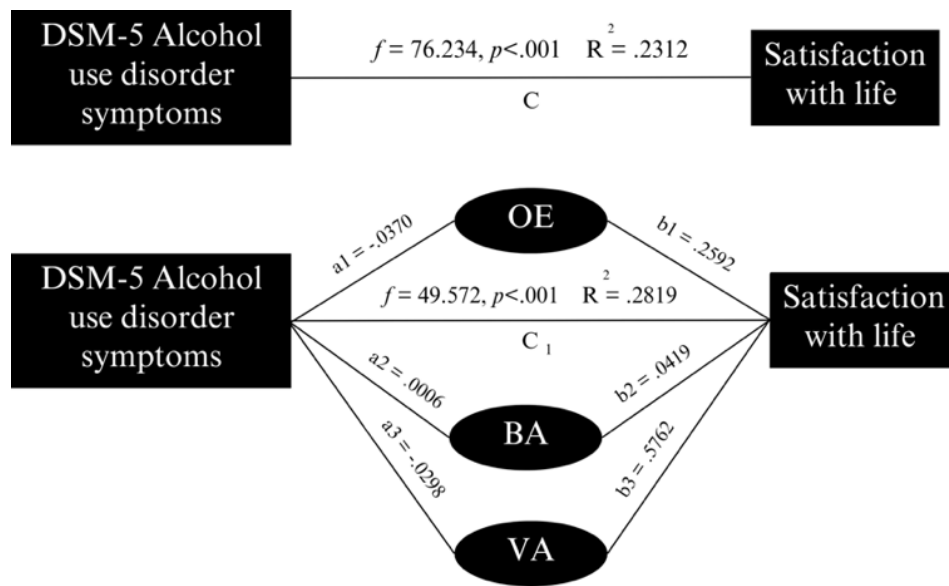 DSM-5 Alcohol
use disorder
symptoms
f = 76.234, p<.001 R² = .2312
C
Satisfaction
with life
OE
a1 = -.0370
b1 = .2592
DSM-5 Alcohol
use disorder
symptoms
f = 49.572, p<.001 R² = .2819
C₁
Satisfaction
with life
a2 = .0006
b2 = .0419
BA
a3 = -.0298
b3 = .5762
VA